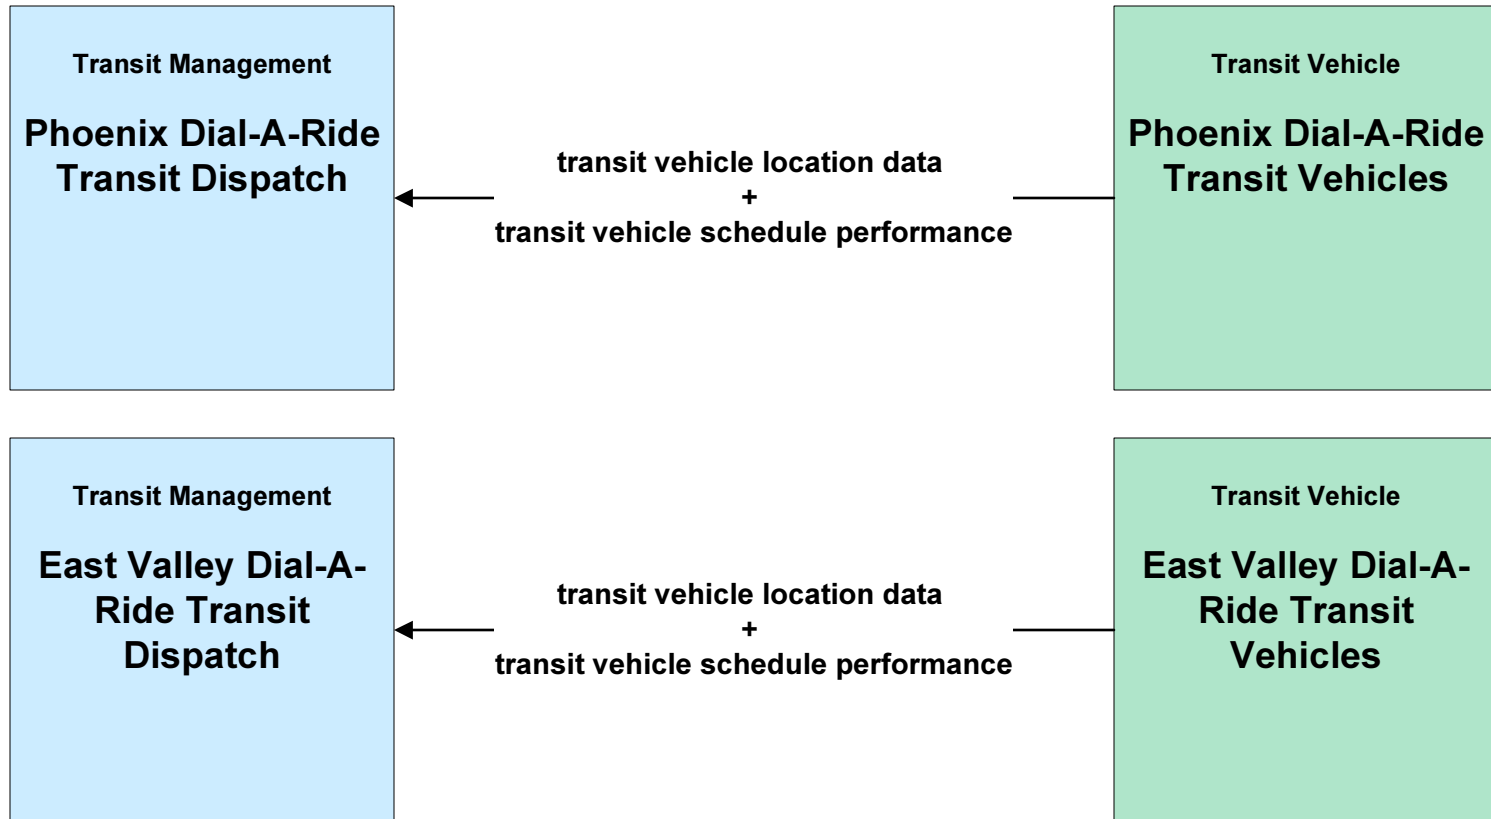 Transit Management
Phoenix Dial-A-Ride
Transit Dispatch
transit vehicle location data
+
transit vehicle schedule performance
Transit Vehicle
Phoenix Dial-A-Ride
Transit Vehicles
Transit Management
East Valley Dial-A-
Ride Transit
Dispatch
transit vehicle location data
+
transit vehicle schedule performance
Transit Vehicle
East Valley Dial-A-
Ride Transit
Vehicles